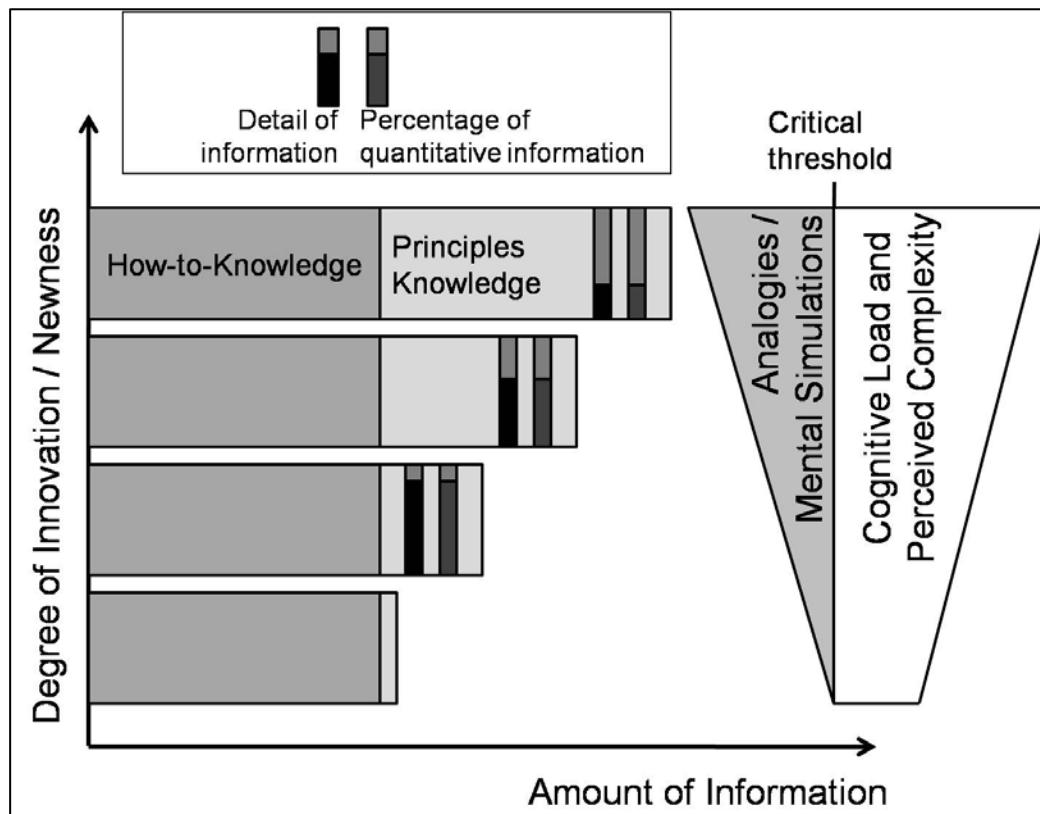 Detail of
information
Percentage of
quantitative information
Critical
threshold
Degree of Innovation / Newness
How-to-Knowledge
Principles
Knowledge
Analogies /
Mental Simulations
Cognitive Load and
Perceived Complexity
Amount of Information